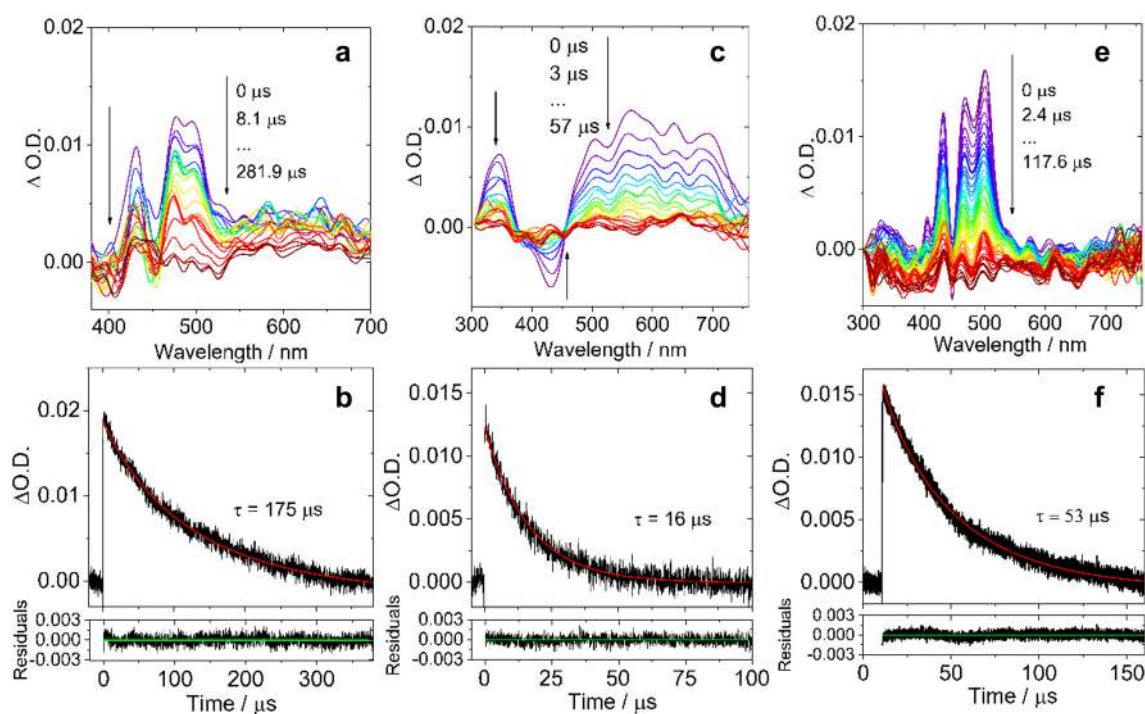 a
0 μs
8.1 μs
...
281.9 μs
Λ O.D.
0.02
0.01
0.00
400 450 500 550 600 650 700
Wavelength / nm
c
0 μs
3 μs
...
57 μs
Δ O.D.
0.02
0.01
0.00
300 400 500 600 700
Wavelength / nm
e
0 μs
2.4 μs
...
117.6 μs
Λ O.D.
0.02
0.01
0.00
300 400 500 600 700
Wavelength / nm
b
τ = 175 μs
ΔO.D.
0.02
0.01
0.00
Residuals
0.003
0.000
-0.003
0 100 200 300
Time / μs
d
τ = 16 μs
ΔO.D.
0.015
0.010
0.005
0.000
Residuals
0.003
0.000
-0.003
0 25 50 75 100
Time / μs
f
τ = 53 μs
ΔO.D.
0.015
0.010
0.005
0.000
Residuals
0.003
0.000
-0.003
0 50 100 150
Time / μs